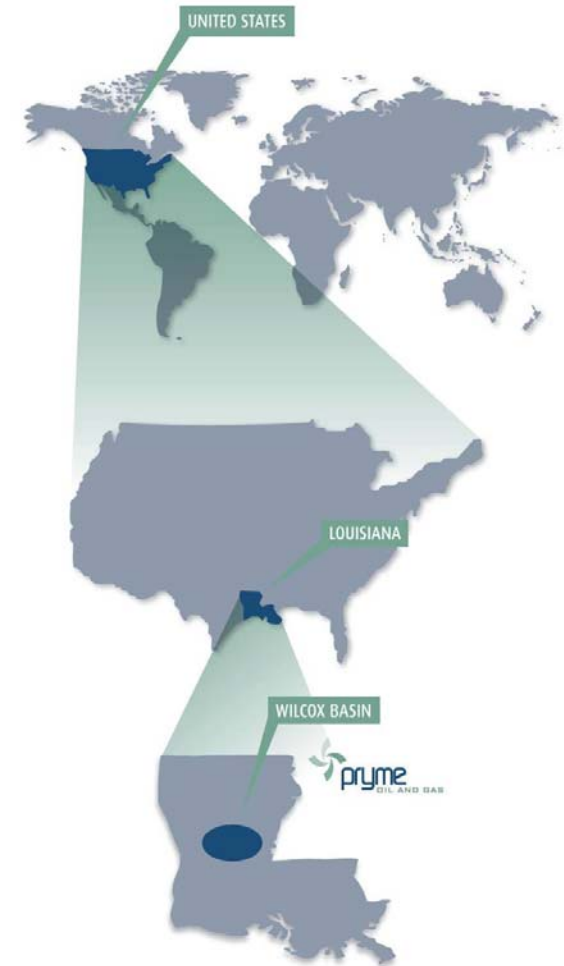 UNITED STATES
LOUISIANA
WILCOX BASIN
pryme
OIL AND GAS